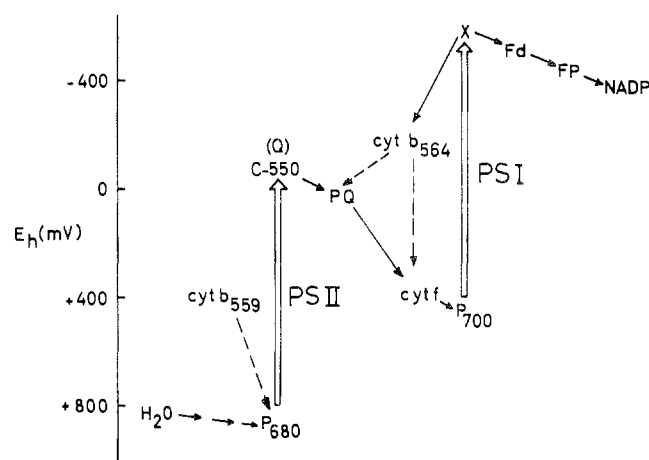 X
Fd
FP
NADP
-400
cyt b564
(Q)
C-550
PSI
0
PQ
Eh(mV)
cyt b559
PSII
+400
cyt f
P700
+800
H2O
P680